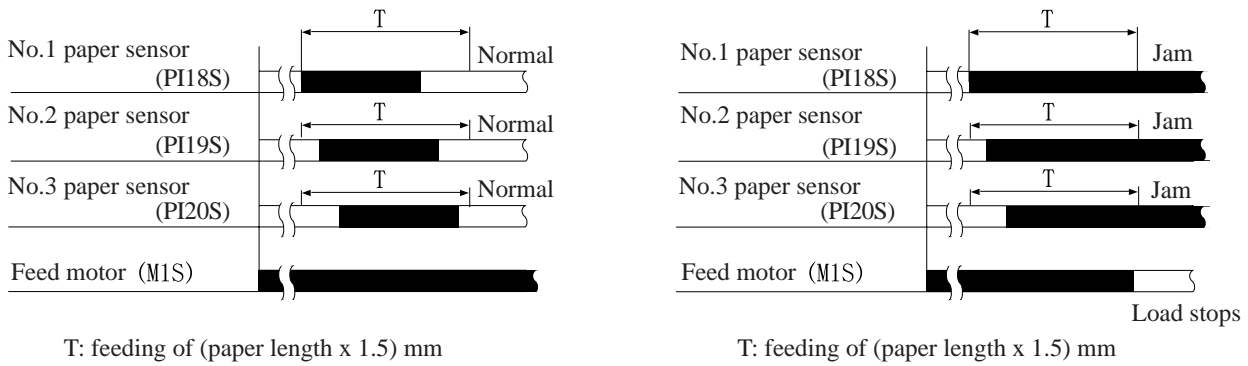 T
No.1 paper sensor
(PI18S)
Normal
T
No.2 paper sensor
(PI19S)
Normal
T
No.3 paper sensor
(PI20S)
Normal
Feed motor (M1S)
T: feeding of (paper length x 1.5) mm
T
No.1 paper sensor
(PI18S)
Jam
T
No.2 paper sensor
(PI19S)
Jam
T
No.3 paper sensor
(PI20S)
Jam
Feed motor (M1S)
Load stops
T: feeding of (paper length x 1.5) mm